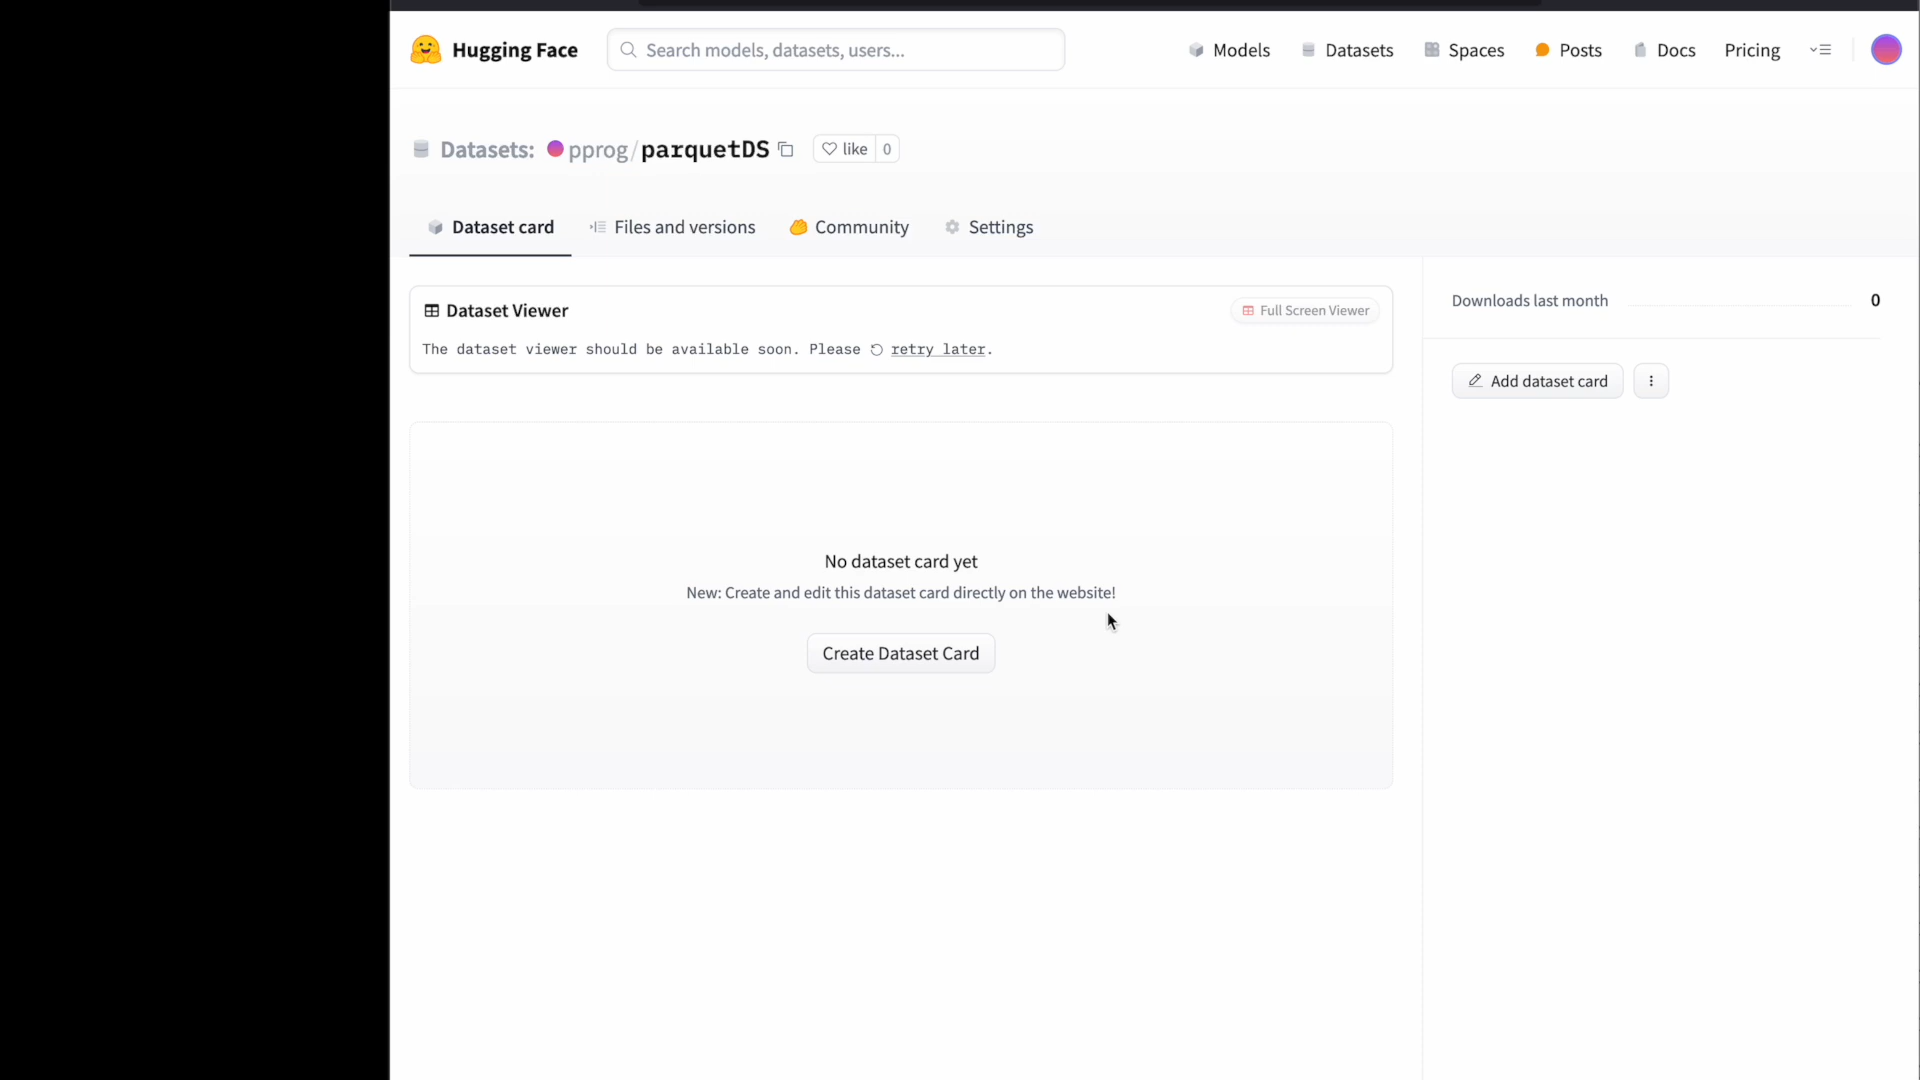 Hugging Face
Search models, datasets, users...
Models
Datasets
Spaces
Posts
Docs
Pricing
Datasets: pprog/parquetDS
like 0
Dataset card
Files and versions
Community
Settings
Dataset Viewer
Full Screen Viewer
The dataset viewer should be available soon. Please retry later.
Downloads last month 0
Add dataset card
No dataset card yet
New: Create and edit this dataset card directly on the website!
Create Dataset Card